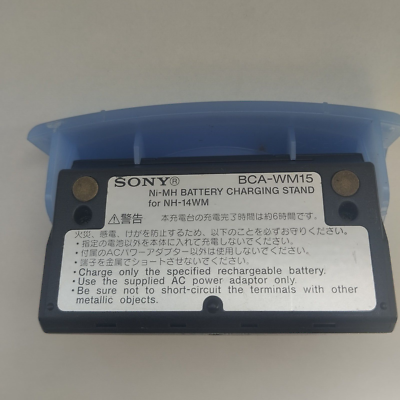 SONY® BCA-WM15
Ni-MH BATTERY CHARGING STAND
for NH-14WM
⚠警告 本充電台の充電完了時間は約6時間です。
火災、感電、けがを防止するため、以下のことを必ずお守りください。
・指定の電池以外を本体に入れて充電しないでください。
・付属のACパワーアダプター以外は使用しないでください。
・端子を金属でショートさせないでください。
・Charge only the specified rechargeable battery.
・Use the supplied AC power adaptor only.
・Be sure not to short-circuit the terminals with other
metallic objects.